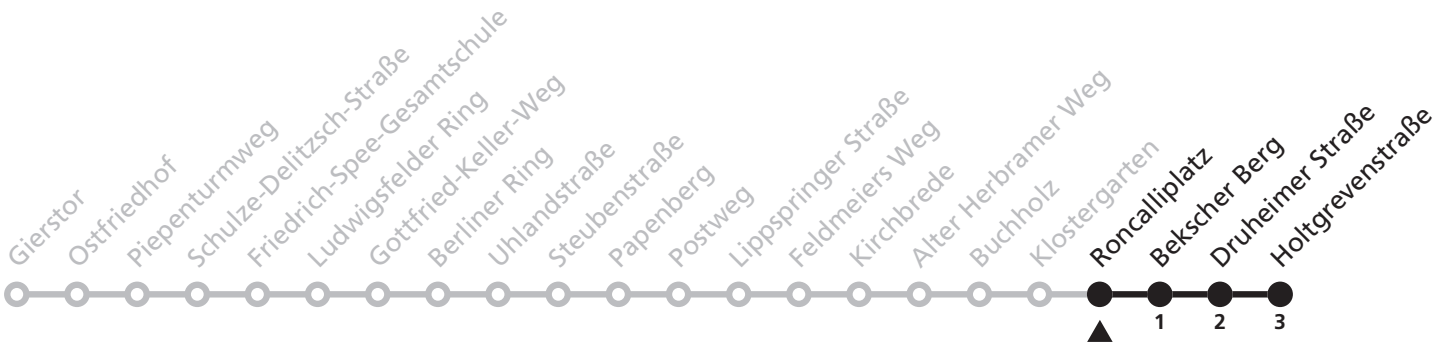 Gierstor
Ostfriedhof
Piepenturmweg
Schulze-Delitzsch-Straße
Friedrich-Spee-Gesamtschule
Ludwigsfelder Ring
Gottfried-Keller-Weg
Berliner Ring
Uhlandstraße
Steubenstraße
Papenberg
Postweg
Lippspringer Straße
Feldmeiers Weg
Kirchbrede
Alter Herbramer Weg
Buchholz
Klostergarten
Roncalliplatz
Bekscher Berg
Druheimer Straße
Holtgrevenstraße
1
2
3